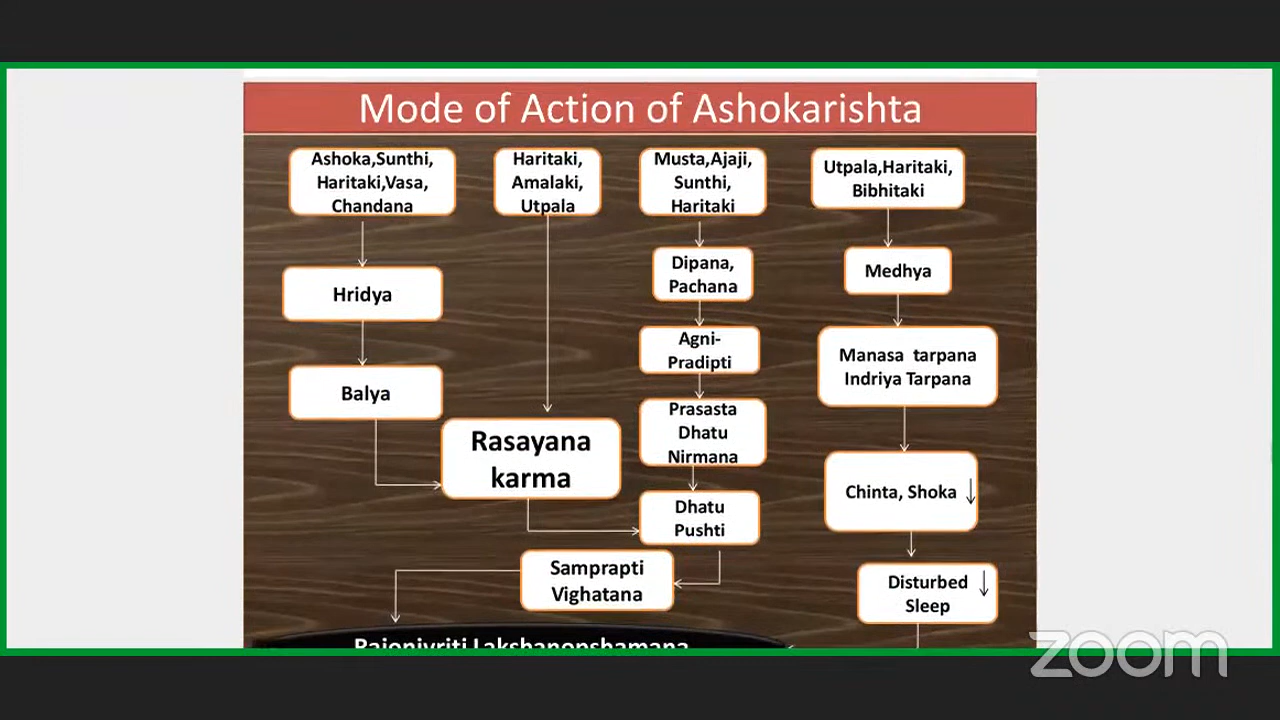 Mode of Action of Ashokarishta
Ashoka,Sunthi,
Haritaki,Vasa,
Chandana
Haritaki,
Amalaki,
Utpala
Musta,Ajaji,
Sunthi,
Haritaki
Utpala,Haritaki,
Bibhitaki
Hridya
Balya
Rasayana
karma
Dipana,
Pachana
Agni-
Pradipti
Prasasta
Dhatu
Nirmana
Dhatu
Pushti
Samprapti
Vighatana
Medhya
Manasa tarpana
Indriya Tarpana
Chinta, Shoka
Disturbed
Sleep
Rajonivriti Lakshanopshamana
zoom